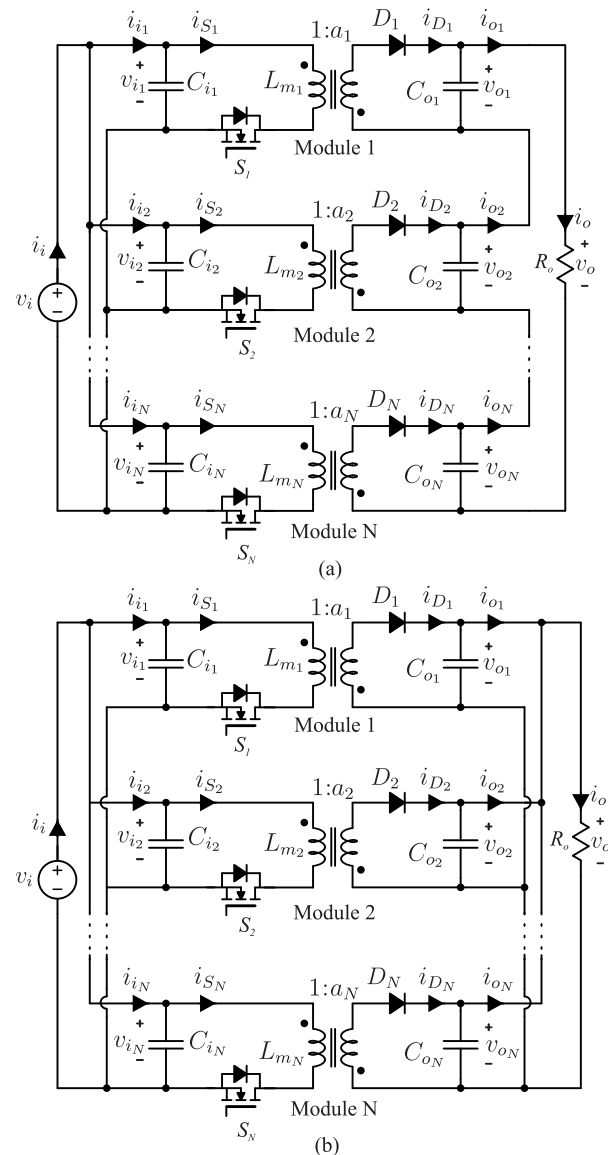 i_{i_1} i_{S_1} 1:a_1 D_1 i_{D_1} i_{o_1}
+ v_{i_1} - C_{i_1} L_{m_1} C_{o_1} + v_{o_1} -
S_1 Module 1
i_{i_2} i_{S_2} 1:a_2 D_2 i_{D_2} i_{o_2} i_o
i_i + v_{i_2} - C_{i_2} L_{m_2} C_{o_2} + v_{o_2} - R_o + v_o -
v_i + -
S_2 Module 2
i_{i_N} i_{S_N} 1:a_N D_N i_{D_N} i_{o_N}
+ v_{i_N} - C_{i_N} L_{m_N} C_{o_N} + v_{o_N} -
S_N Module N
(a)
i_{i_1} i_{S_1} 1:a_1 D_1 i_{D_1} i_{o_1}
+ v_{i_1} - C_{i_1} L_{m_1} C_{o_1} + v_{o_1} -
S_1 Module 1
i_{i_2} i_{S_2} 1:a_2 D_2 i_{D_2} i_{o_2} i_o
i_i + v_{i_2} - C_{i_2} L_{m_2} C_{o_2} + v_{o_2} - R_o + v_o -
v_i + -
S_2 Module 2
i_{i_N} i_{S_N} 1:a_N D_N i_{D_N} i_{o_N}
+ v_{i_N} - C_{i_N} L_{m_N} C_{o_N} + v_{o_N} -
S_N Module N
(b)